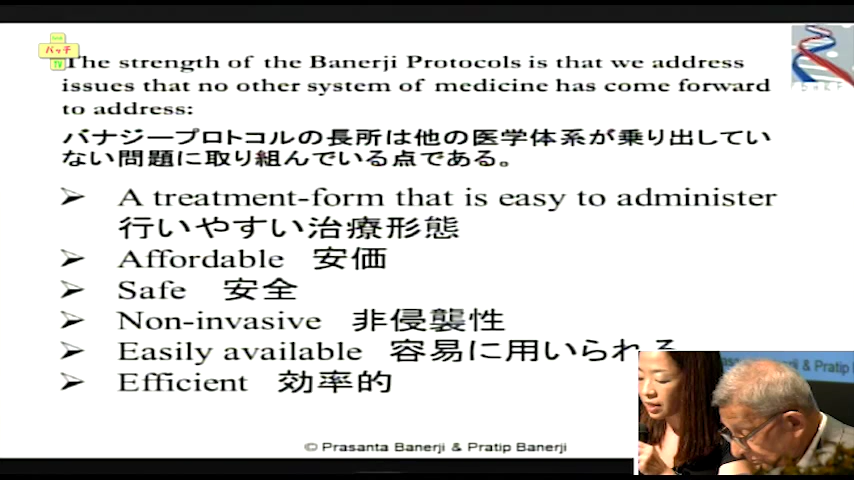 パッチ
TV
The strength of the Banerji Protocols is that we address
issues that no other system of medicine has come forward
to address:
バナジープロトコルの長所は他の医学体系が乗り出してい
ない問題に取り組んでいる点である。
A treatment-form that is easy to administer
行いやすい治療形態
Affordable 安価
Safe 安全
Non-invasive 非侵襲性
Easily available 容易に用いられる
Efficient 効率的
& Pratip
© Prasanta Banerji & Pratip Banerji